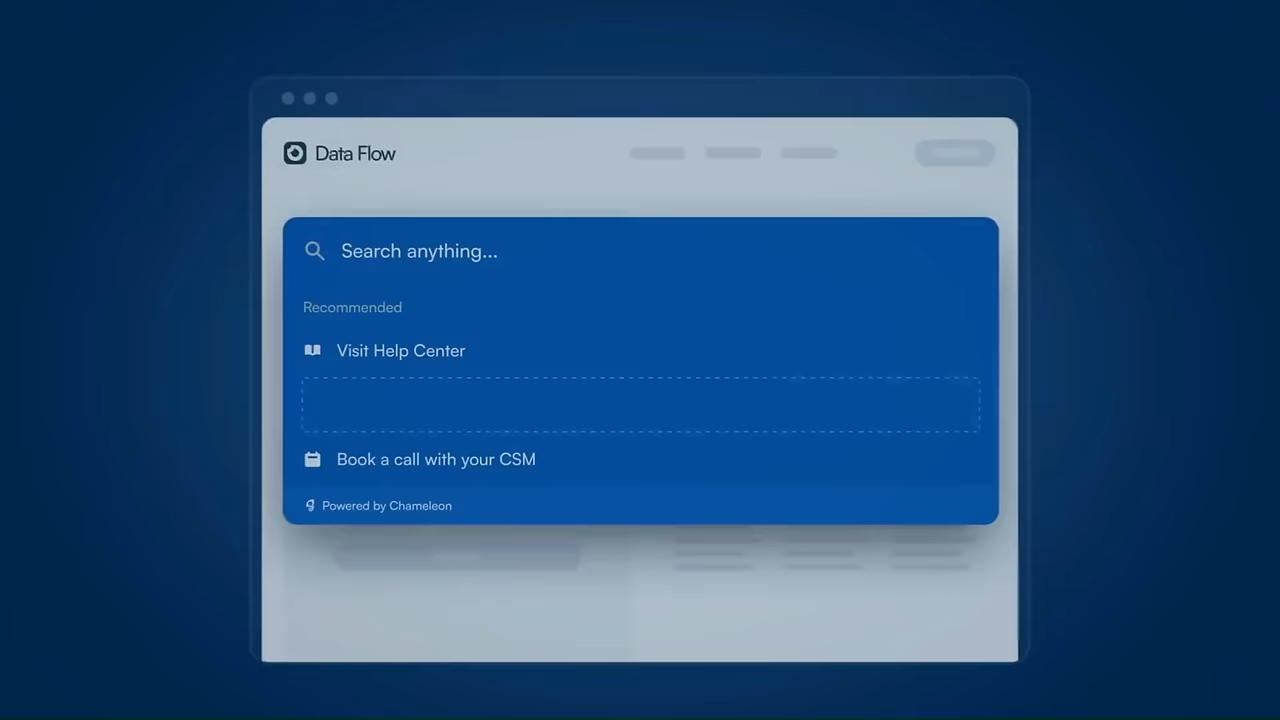 Data Flow
Search anything...
Recommended
Visit Help Center
Book a call with your CSM
Powered by Chameleon